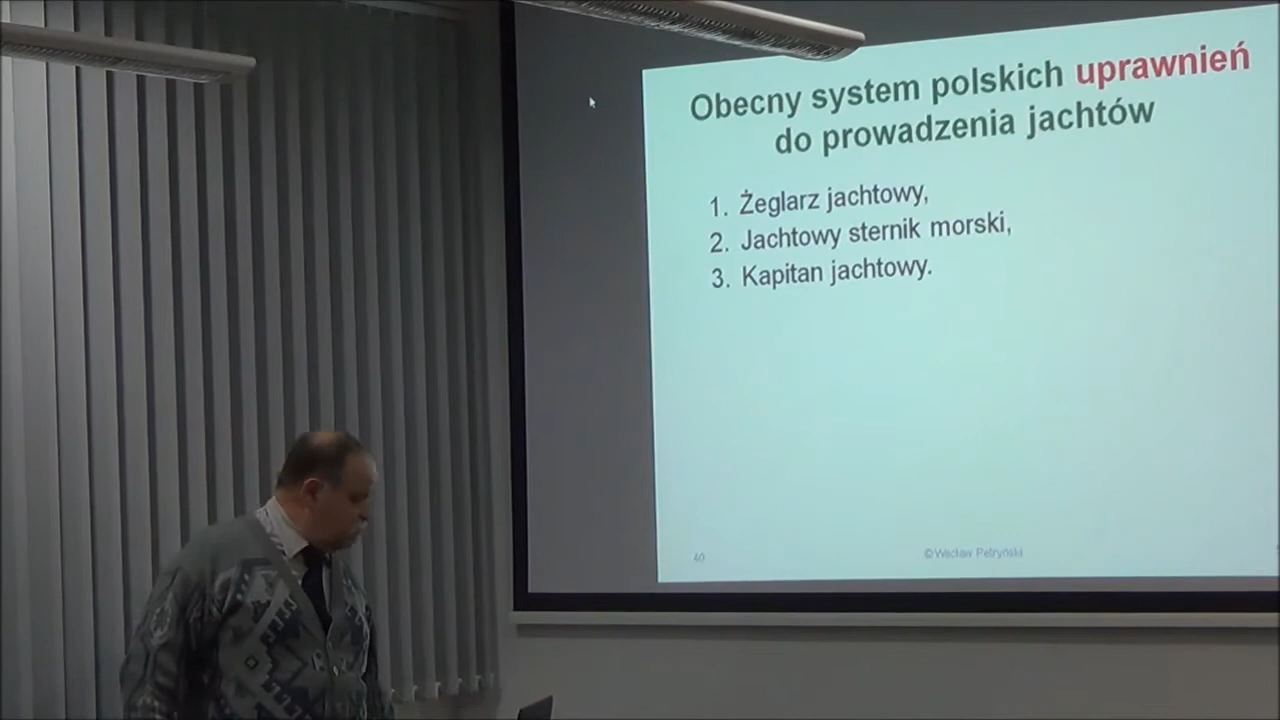 Obecny system polskich uprawnień
do prowadzenia jachtów
1. Żeglarz jachtowy,
2. Jachtowy sternik morski,
3. Kapitan jachtowy.
40
© Wacław Petryński